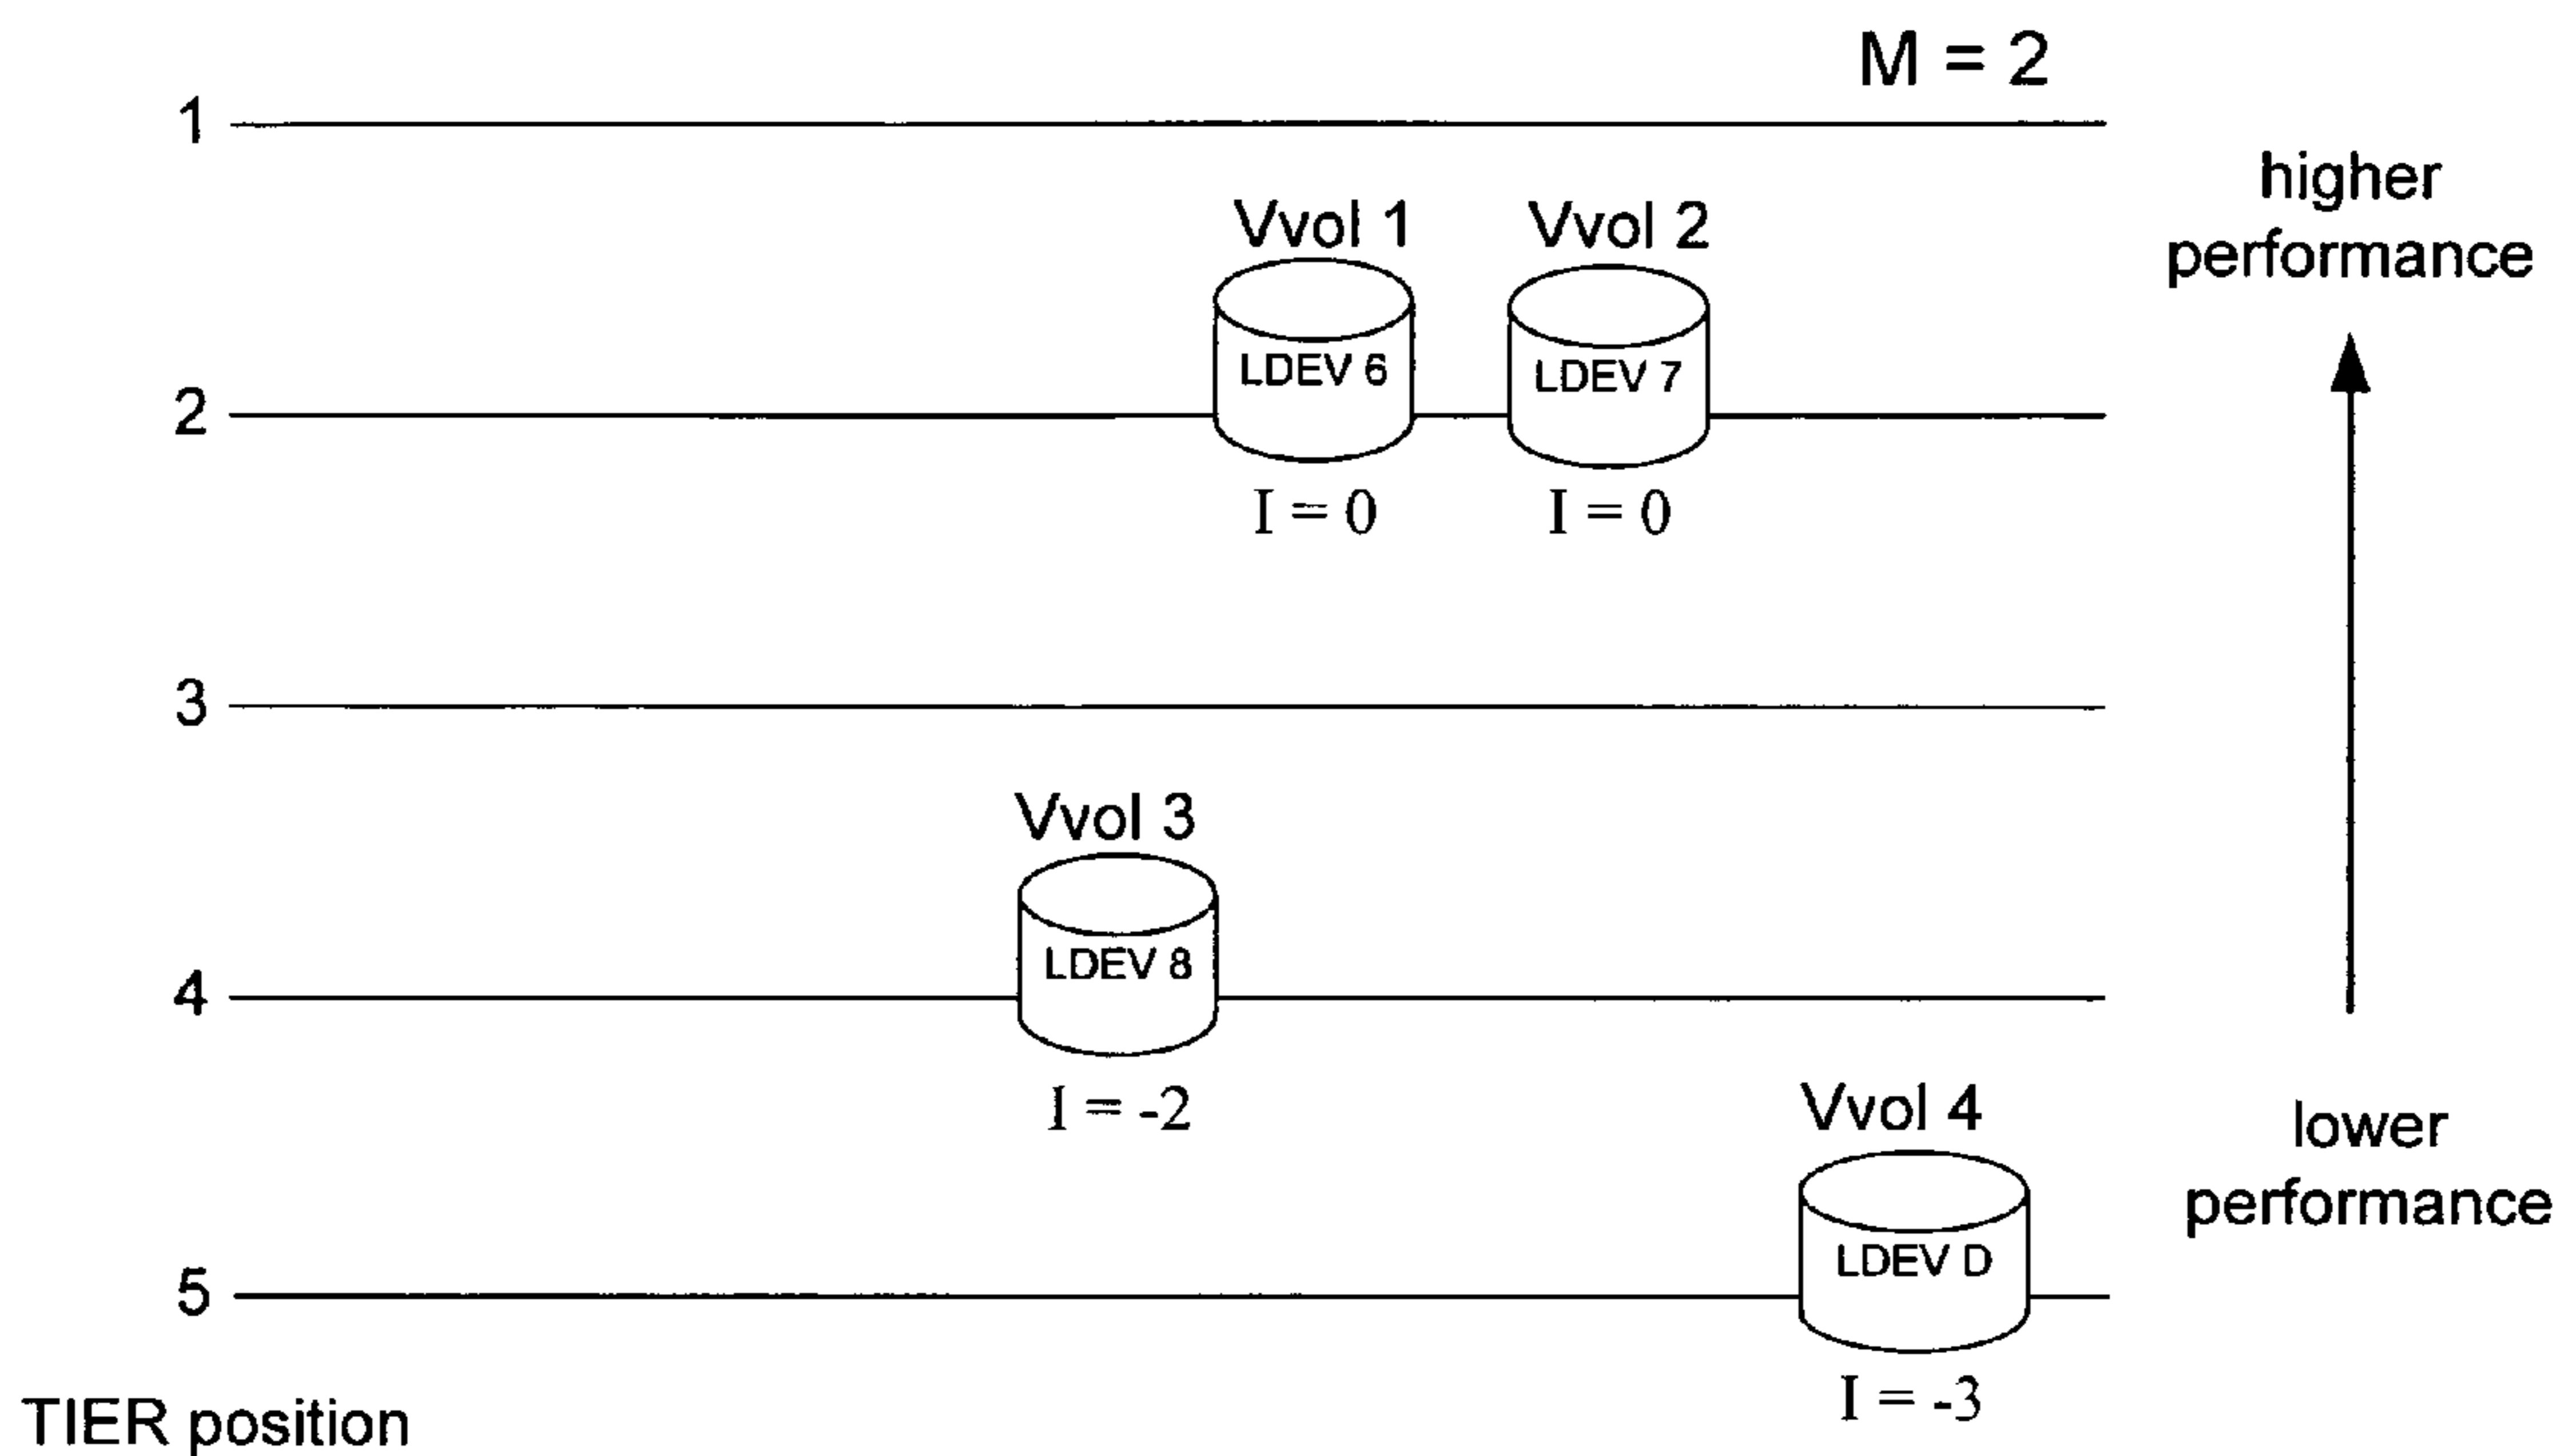 M = 2
1
higher
performance
Vvol 1
Vvol 2
LDEV 6
LDEV 7
2
I = 0
I = 0
3
Vvol 3
LDEV 8
4
I = -2
Vvol 4
lower
performance
LDEV D
5
I = -3
TIER position